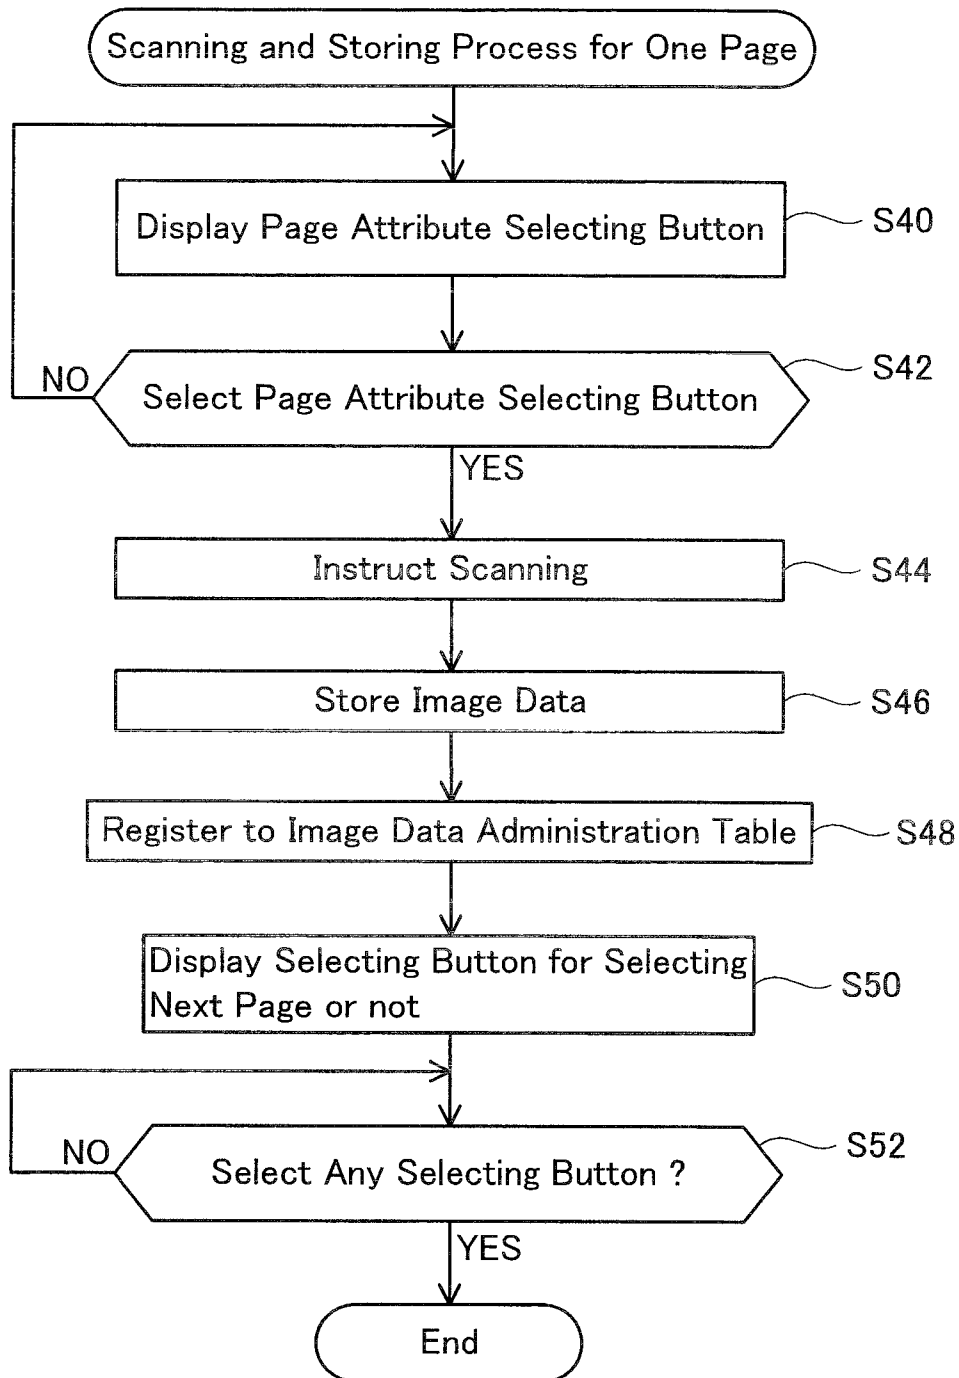 Scanning and Storing Process for One Page
Display Page Attribute Selecting Button
S40
NO
Select Page Attribute Selecting Button
S42
YES
Instruct Scanning
S44
Store Image Data
S46
Register to Image Data Administration Table
S48
Display Selecting Button for Selecting
Next Page or not
S50
NO
Select Any Selecting Button ?
S52
YES
End